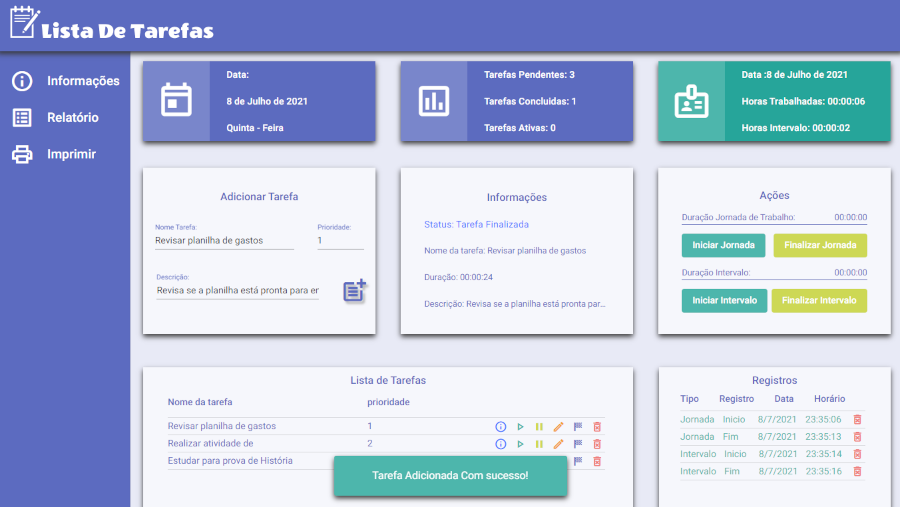 Lista De Tarefas
Informações
Relatório
Imprimir
Data:
8 de Julho de 2021
Quinta - Feira
Tarefas Pendentes: 3
Tarefas Concluidas: 1
Tarefas Ativas: 0
Data :8 de Julho de 2021
Horas Trabalhadas: 00:00:06
Horas Intervalo: 00:00:02
Adicionar Tarefa
Nome Tarefa:
Prioridade:
Revisar planilha de gastos
1
Descrição:
Revisa se a planilha está pronta para er
Informações
Status: Tarefa Finalizada
Nome da tarefa: Revisar planilha de gastos
Duração: 00:00:24
Descrição: Revisa se a planilha está pronta par...
Ações
Duração Jornada de Trabalho: 00:00:00
Iniciar Jornada
Finalizar Jornada
Duração Intervalo: 00:00:00
Iniciar Intervalo
Finalizar Intervalo
Lista de Tarefas
Nome da tarefa prioridade
Revisar planilha de gastos 1
Realizar atividade de 2
Estudar para prova de História
Tarefa Adicionada Com sucesso!
Registros
Tipo Registro Data Horário
Jornada Inicio 8/7/2021 23:35:06
Jornada Fim 8/7/2021 23:35:13
Intervalo Inicio 8/7/2021 23:35:14
Intervalo Fim 8/7/2021 23:35:16